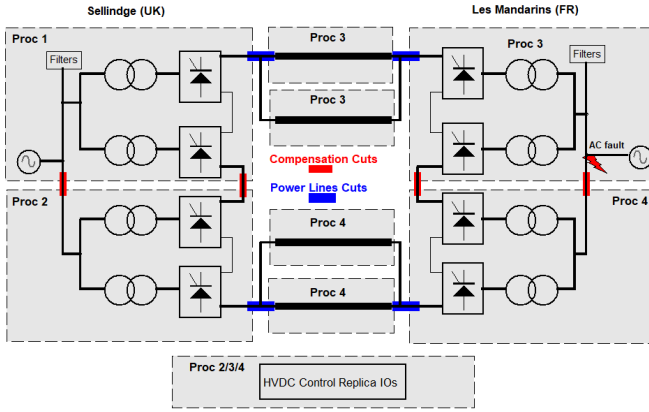 Sellindge (UK)
Les Mandarins (FR)
Proc 1
Filters
Proc 3
Proc 3
Proc 3
Filters
AC fault
Compensation Cuts
Power Lines Cuts
Proc 2
Proc 4
Proc 4
Proc 4
Proc 2/3/4
HVDC Control Replica IOs